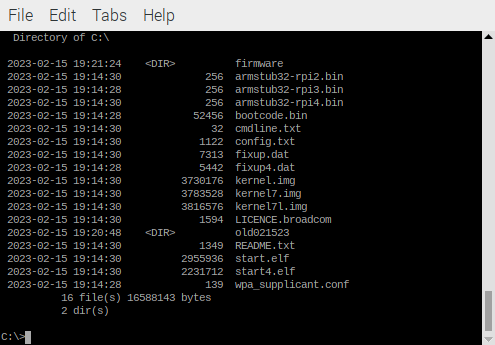 File Edit Tabs Help
Directory of C:\
2023-02-15 19:21:24 <DIR> firmware
2023-02-15 19:14:30 256 armstub32-rpi2.bin
2023-02-15 19:14:28 256 armstub32-rpi3.bin
2023-02-15 19:14:30 256 armstub32-rpi4.bin
2023-02-15 19:14:28 52456 bootcode.bin
2023-02-15 19:14:30 32 cmdline.txt
2023-02-15 19:14:30 1122 config.txt
2023-02-15 19:14:30 7313 fixup.dat
2023-02-15 19:14:28 5442 fixup4.dat
2023-02-15 19:14:30 3730176 kernel.img
2023-02-15 19:14:30 3783528 kernel7.img
2023-02-15 19:14:30 3816576 kernel7l.img
2023-02-15 19:14:30 1594 LICENCE.broadcom
2023-02-15 19:20:48 <DIR> old021523
2023-02-15 19:14:30 1349 README.txt
2023-02-15 19:14:30 2955936 start.elf
2023-02-15 19:14:30 2231712 start4.elf
2023-02-15 19:14:28 139 wpa_supplicant.conf
16 file(s) 16588143 bytes
2 dir(s)
C:\>